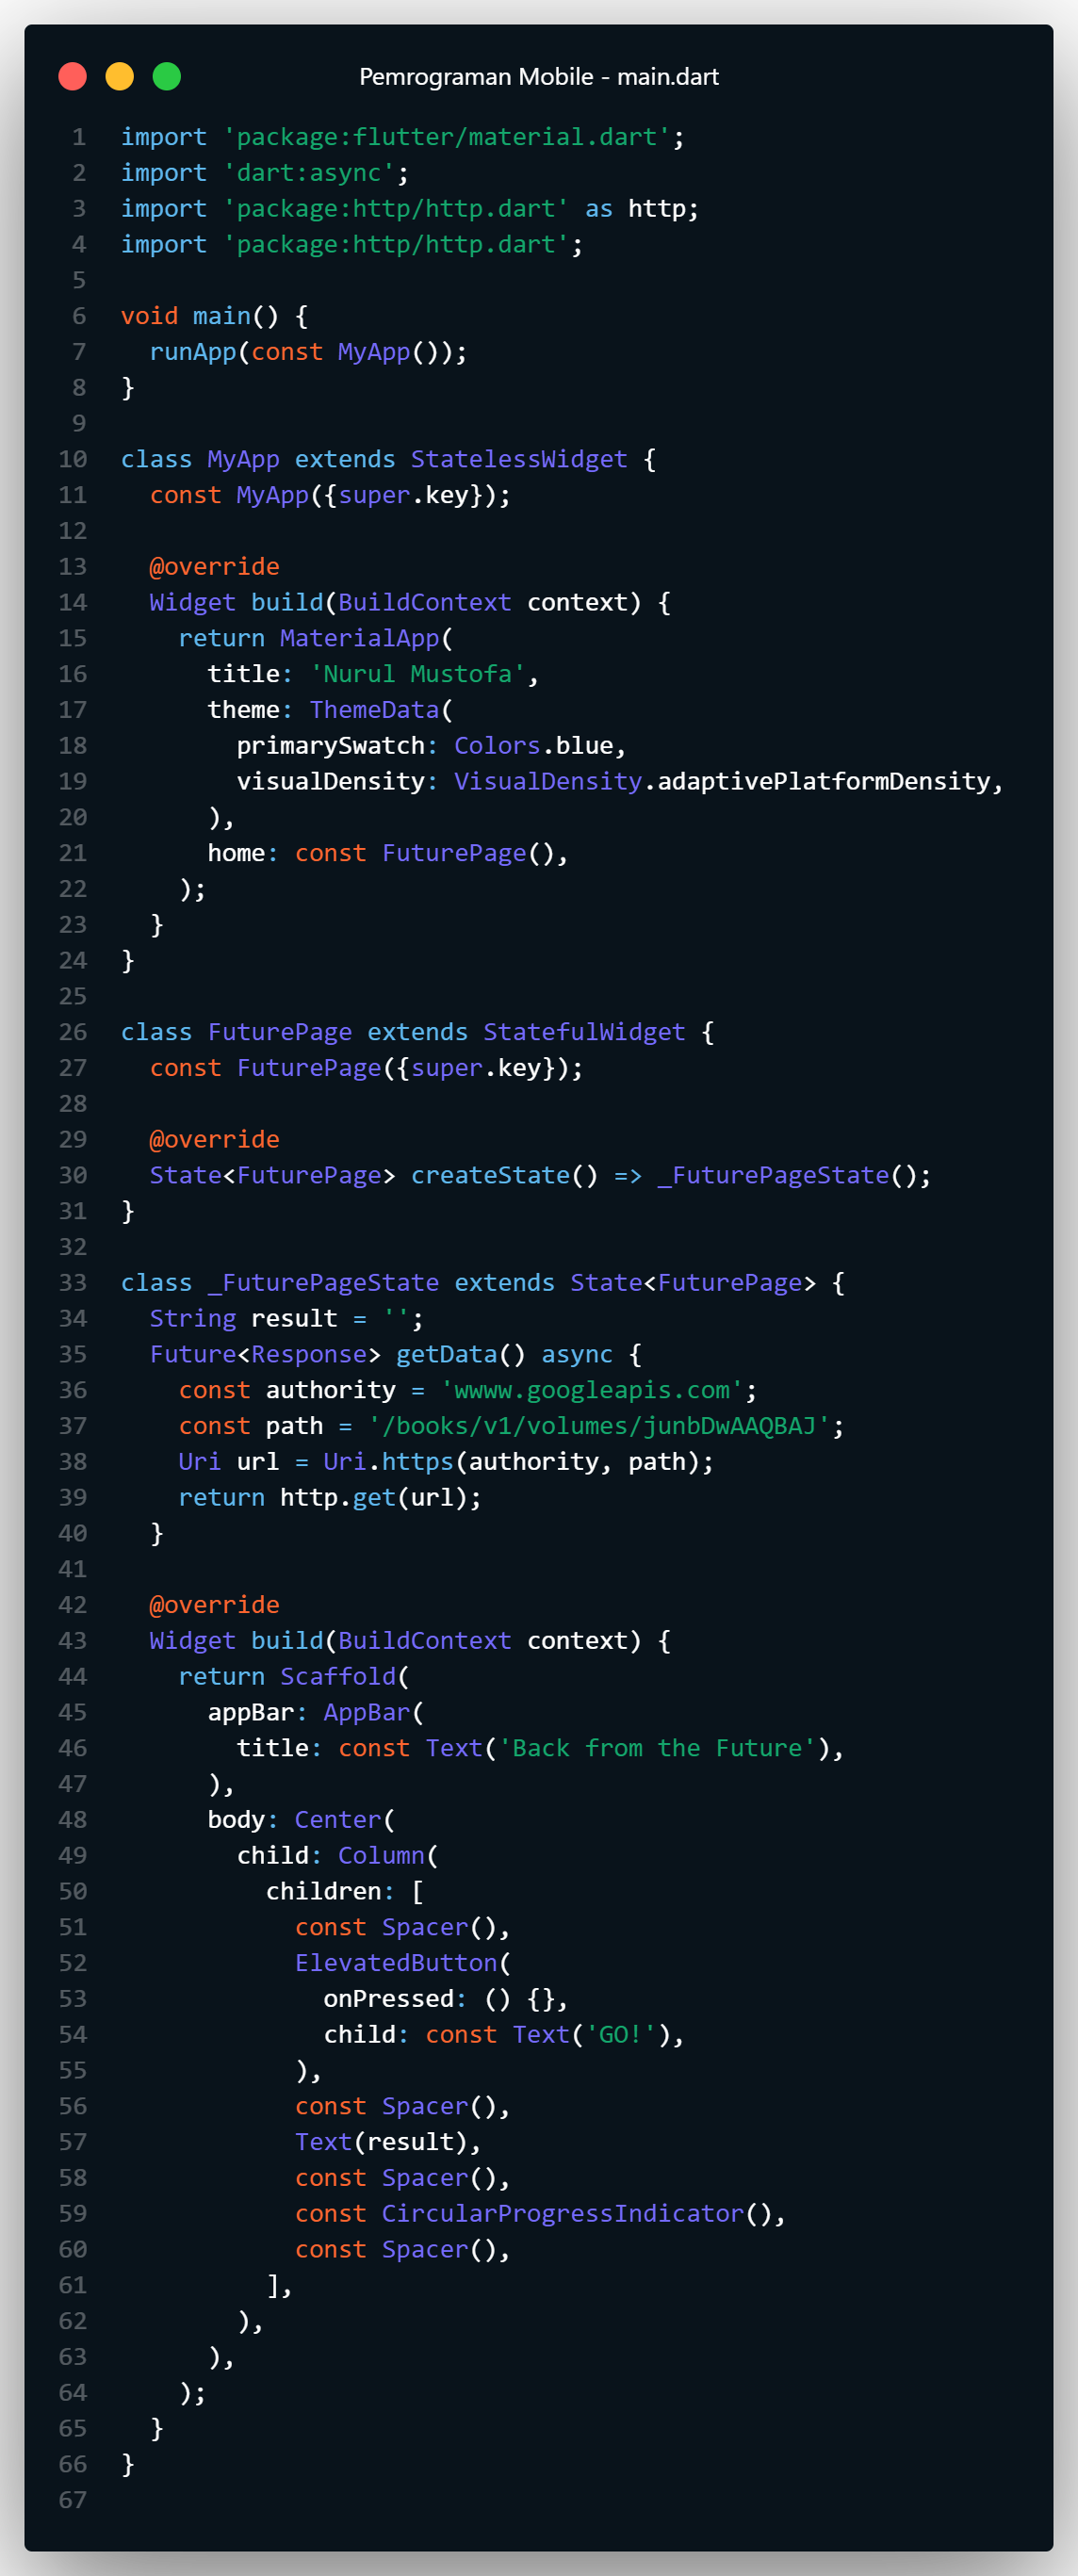 Pemrograman Mobile - main.dart
1 import 'package:flutter/material.dart';
2 import 'dart:async';
3 import 'package:http/http.dart' as http;
4 import 'package:http/http.dart';
5
6 void main() {
7   runApp(const MyApp());
8 }
9
10 class MyApp extends StatelessWidget {
11   const MyApp({super.key});
12
13   @override
14   Widget build(BuildContext context) {
15     return MaterialApp(
16       title: 'Nurul Mustofa',
17       theme: ThemeData(
18         primarySwatch: Colors.blue,
19         visualDensity: VisualDensity.adaptivePlatformDensity,
20       ),
21       home: const FuturePage(),
22     );
23   }
24 }
25
26 class FuturePage extends StatefulWidget {
27   const FuturePage({super.key});
28
29   @override
30   State<FuturePage> createState() => _FuturePageState();
31 }
32
33 class _FuturePageState extends State<FuturePage> {
34   String result = '';
35   Future<Response> getData() async {
36     const authority = 'wwww.googleapis.com';
37     const path = '/books/v1/volumes/junbDwAAQBAJ';
38     Uri url = Uri.https(authority, path);
39     return http.get(url);
40   }
41
42   @override
43   Widget build(BuildContext context) {
44     return Scaffold(
45       appBar: AppBar(
46         title: const Text('Back from the Future'),
47       ),
48       body: Center(
49         child: Column(
50           children: [
51             const Spacer(),
52             ElevatedButton(
53               onPressed: () {},
54               child: const Text('GO!'),
55             ),
56             const Spacer(),
57             Text(result),
58             const Spacer(),
59             const CircularProgressIndicator(),
60             const Spacer(),
61           ],
62         ),
63       ),
64     );
65   }
66 }
67